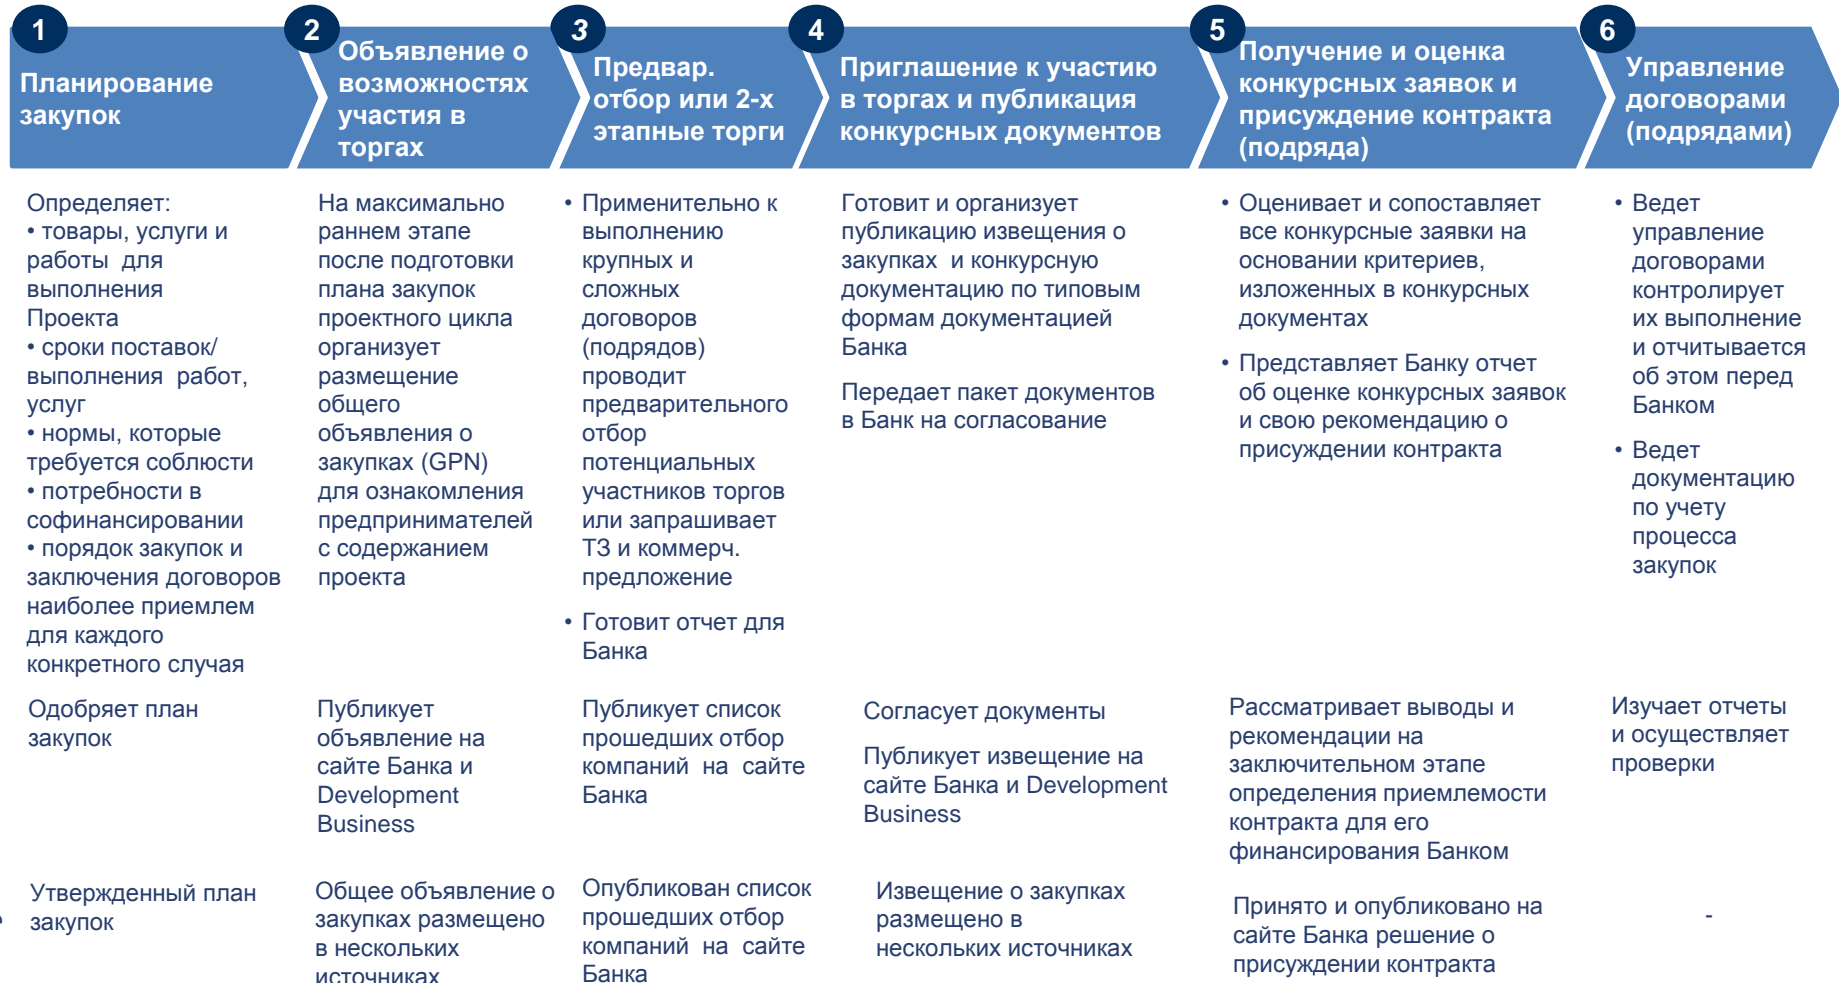 1
Планирование
закупок
2
Объявление о
возможностях
участия в
торгах
3
Предвар.
отбор или 2-х
этапные торги
4
Приглашение к участию
в торгах и публикация
конкурсных документов
5
Получение и оценка
конкурсных заявок и
присуждение контракта
(подряда)
6
Управление
договорами
(подрядами)
Определяет:
• товары, услуги и
работы для
выполнения
Проекта
• сроки поставок/
выполнения работ,
услуг
• нормы, которые
требуется соблюсти
• потребности в
софинансировании
• порядок закупок и
заключения договоров
наиболее приемлем
для каждого
конкретного случая
На максимально
раннем этапе
после подготовки
плана закупок
проектного цикла
организует
размещение
общего
объявления о
закупках (GPN)
для ознакомления
предпринимателей
с содержанием
проекта
• Применительно к
выполнению
крупных и
сложных
договоров
(подрядов)
проводит
предварительного
отбор
потенциальных
участников торгов
или запрашивает
ТЗ и коммерч.
предложение
• Готовит отчет для
Банка
Готовит и организует
публикацию извещения о
закупках и конкурсную
документацию по типовым
формам документацией
Банка
Передает пакет документов
в Банк на согласование
• Оценивает и сопоставляет
все конкурсные заявки на
основании критериев,
изложенных в конкурсных
документах
• Представляет Банку отчет
об оценке конкурсных заявок
и свою рекомендацию о
присуждении контракта
• Ведет
управление
договорами
контролирует
их выполнение
и отчитывается
об этом перед
Банком
• Ведет
документацию
по учету
процесса
закупок
Одобряет план
закупок
Публикует
объявление на
сайте Банка и
Development
Business
Публикует список
прошедших отбор
компаний на сайте
Банка
Согласует документы
Публикует извещение на
сайте Банка и Development
Business
Рассматривает выводы и
рекомендации на
заключительном этапе
определения приемлемости
контракта для его
финансирования Банком
Изучает отчеты
и осуществляет
проверки
Утвержденный план
закупок
Общее объявление о
закупках размещено
в нескольких
источниках
Опубликован список
прошедших отбор
компаний на сайте
Банка
Извещение о закупках
размещено в
нескольких источниках
Принято и опубликовано на
сайте Банка решение о
присуждении контракта
-